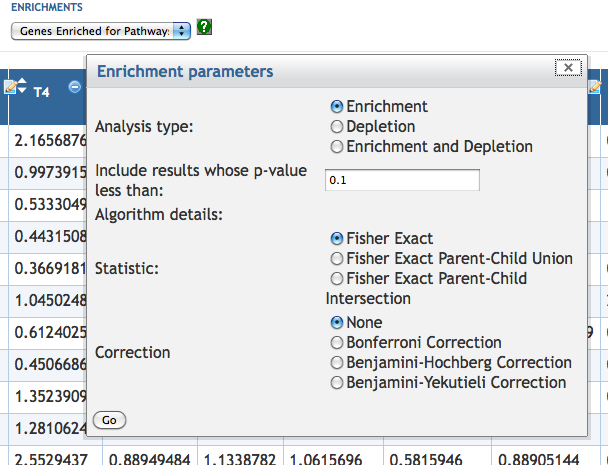 ENRICHMENTS
Genes Enriched for Pathway: ?
Enrichment parameters x
T4
Analysis type:
Enrichment
Depletion
Enrichment and Depletion
Include results whose p-value
less than:
0.1
Algorithm details:
Statistic:
Fisher Exact
Fisher Exact Parent-Child Union
Fisher Exact Parent-Child
Intersection
Correction
None
Bonferroni Correction
Benjamini-Hochberg Correction
Benjamini-Yekutieli Correction
Go
2.1656876
0.9973915
0.5333049
0.4431508
0.3669181
1.0450248
0.6124025
0.4506686
1.3523909
1.2810624
2.5529437 0.88949484 1.1338782 1.0615696 0.5815946 0.88905144